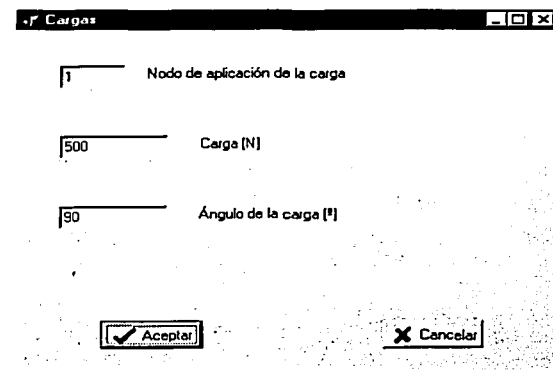 Cargas
1 Nodo de aplicación de la carga
500 Carga [N]
90 Ángulo de la carga [º]
Aceptar Cancelar